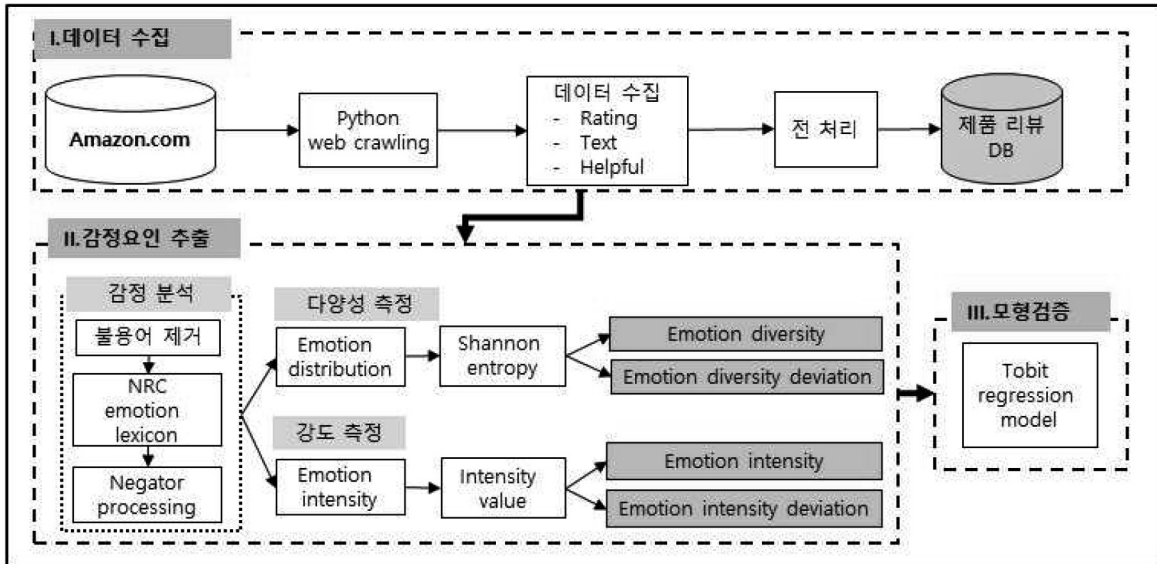 I.데이터 수집
Amazon.com
Python
web crawling
데이터 수집
- Rating
- Text
- Helpful
전 처리
제품 리뷰
DB
II.감정요인 추출
감정 분석
불용어 제거
NRC
emotion
lexicon
Negator
processing
다양성 측정
Emotion
distribution
Shannon
entropy
Emotion diversity
Emotion diversity deviation
강도 측정
Emotion
intensity
Intensity
value
Emotion intensity
Emotion intensity deviation
III.모형검증
Tobit
regression
model